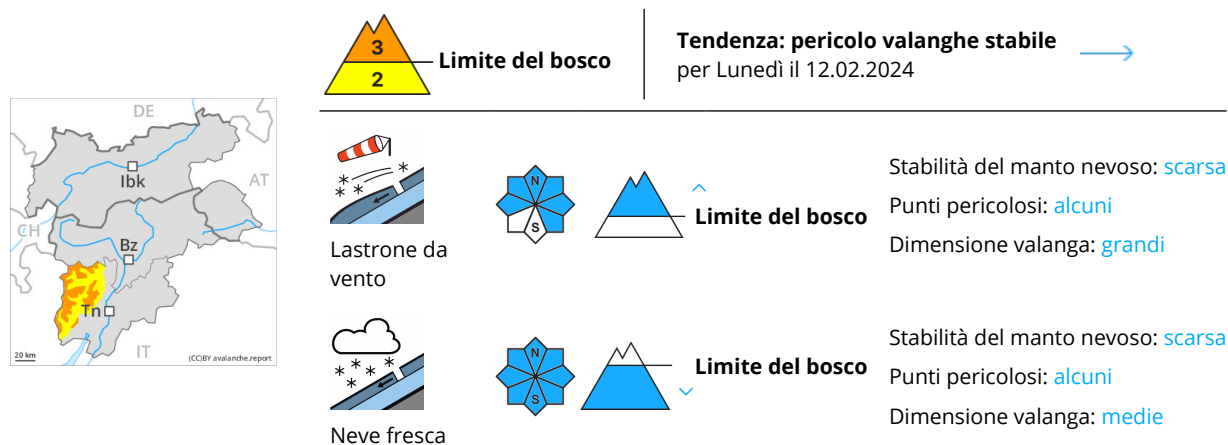 3
2
Limite del bosco
Tendenza: pericolo valanghe stabile
per Lunedì il 12.02.2024
DE
Ibk
AT
CH
Bz
Tn
IT
20 km
(CC)BY avalanche.report
Lastrone da
vento
N
S
Limite del bosco
Stabilità del manto nevoso: scarsa
Punti pericolosi: alcuni
Dimensione valanga: grandi
Neve fresca
N
S
Limite del bosco
Stabilità del manto nevoso: scarsa
Punti pericolosi: alcuni
Dimensione valanga: medie